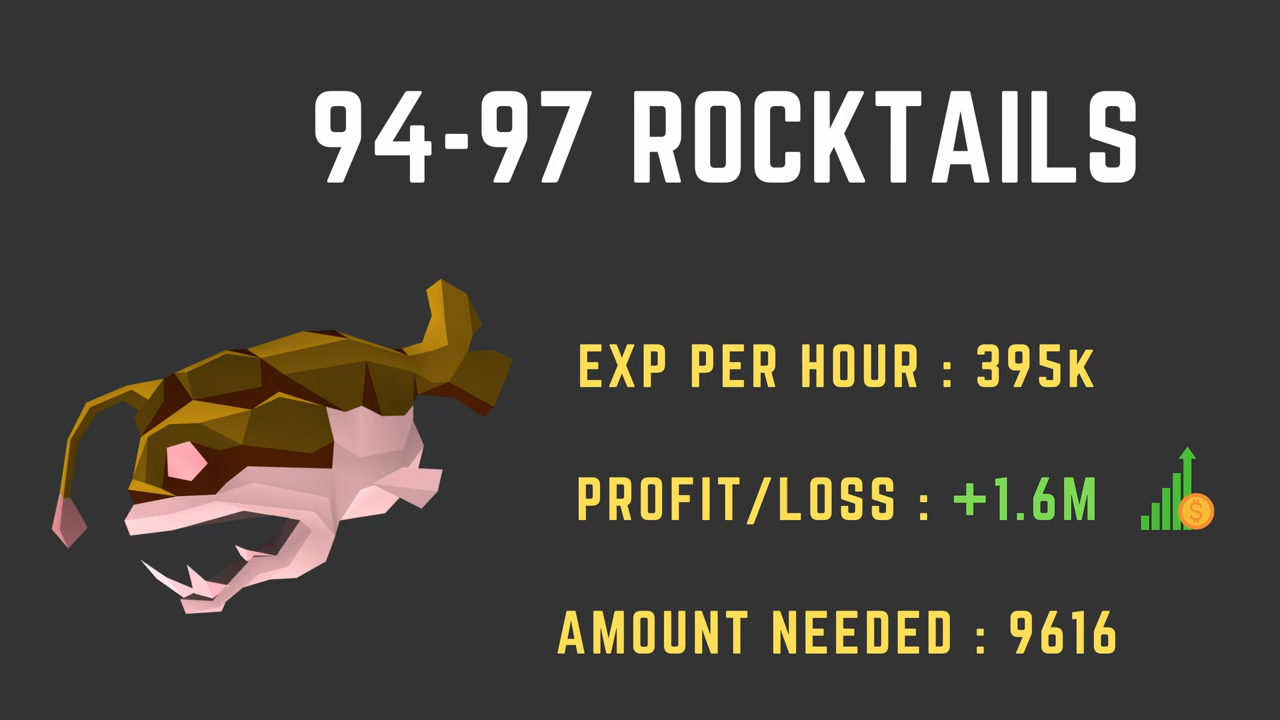 94-97 ROCKTAILS
EXP PER HOUR : 395K
PROFIT/LOSS : +1.6M
$
AMOUNT NEEDED : 9616